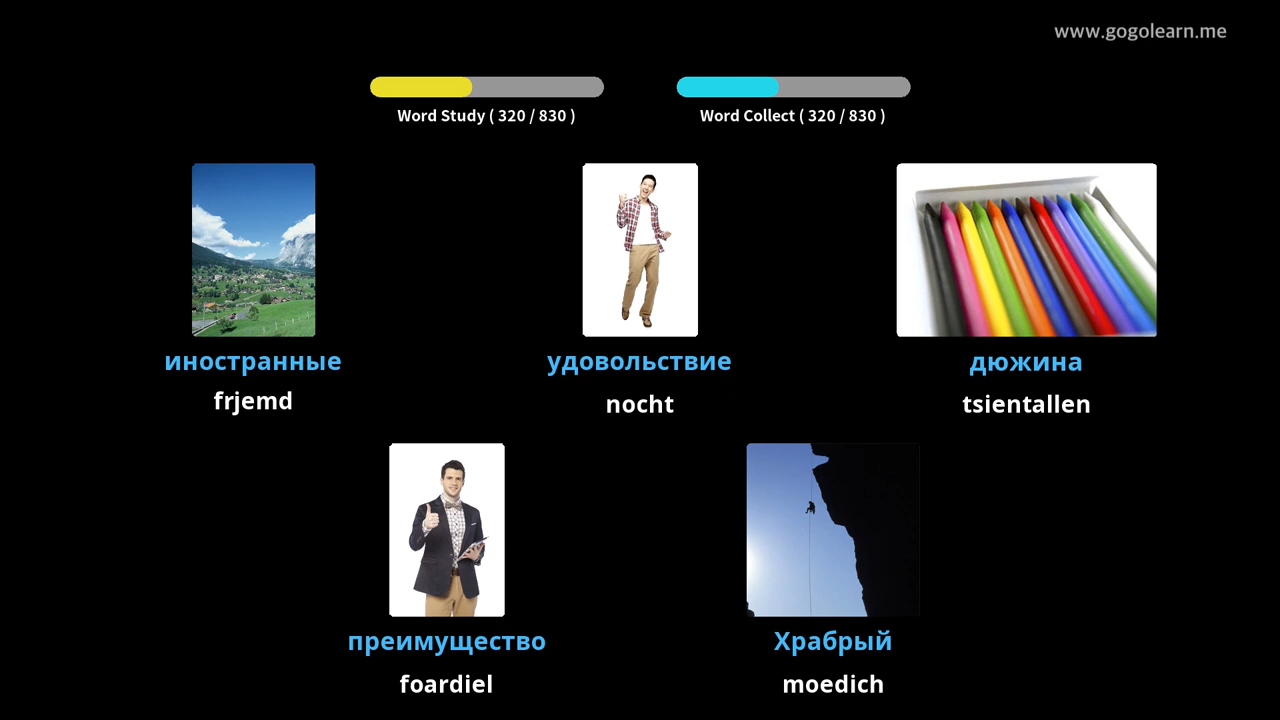 www.gogolearn.me
Word Study ( 320 / 830 )
Word Collect ( 320 / 830 )
иностранные
frjemd
удовольствие
nocht
дюжина
tsientallen
преимущество
foardiel
Храбрый
moedich